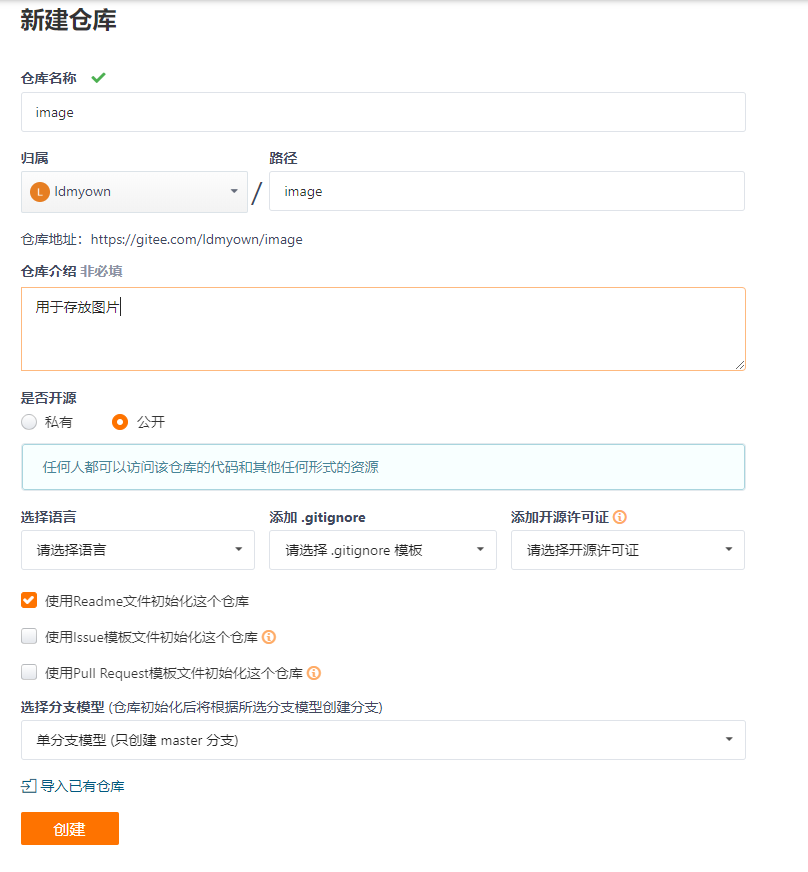 新建仓库
仓库名称
image
归属 路径
L ldmyown / image
仓库地址：https://gitee.com/ldmyown/image
仓库介绍 非必填
用于存放图片
是否开源
私有 公开
任何人都可以访问该仓库的代码和其他任何形式的资源
选择语言 添加 .gitignore 添加开源许可证
请选择语言 请选择 .gitignore 模板 请选择开源许可证
使用Readme文件初始化这个仓库
使用Issue模板文件初始化这个仓库
使用Pull Request模板文件初始化这个仓库
选择分支模型 (仓库初始化后将根据所选分支模型创建分支)
单分支模型 (只创建 master 分支)
导入已有仓库
创建